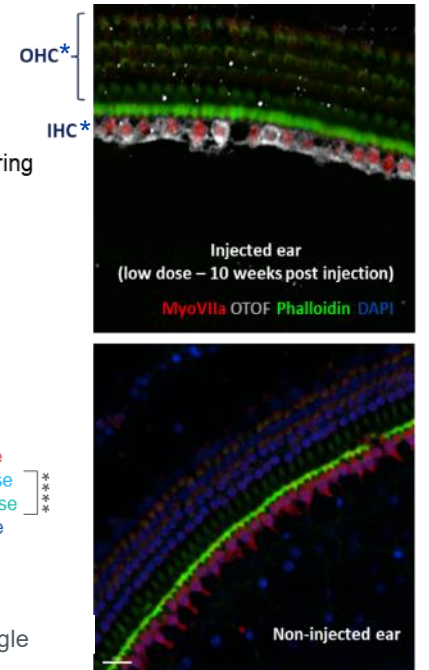 OHC*
IHC*
ring
Injected ear
(low dose – 10 weeks post injection)
MyoVIIa OTOF Phalloidin DAPI
e
se
se
e
****
gle
Non-injected ear